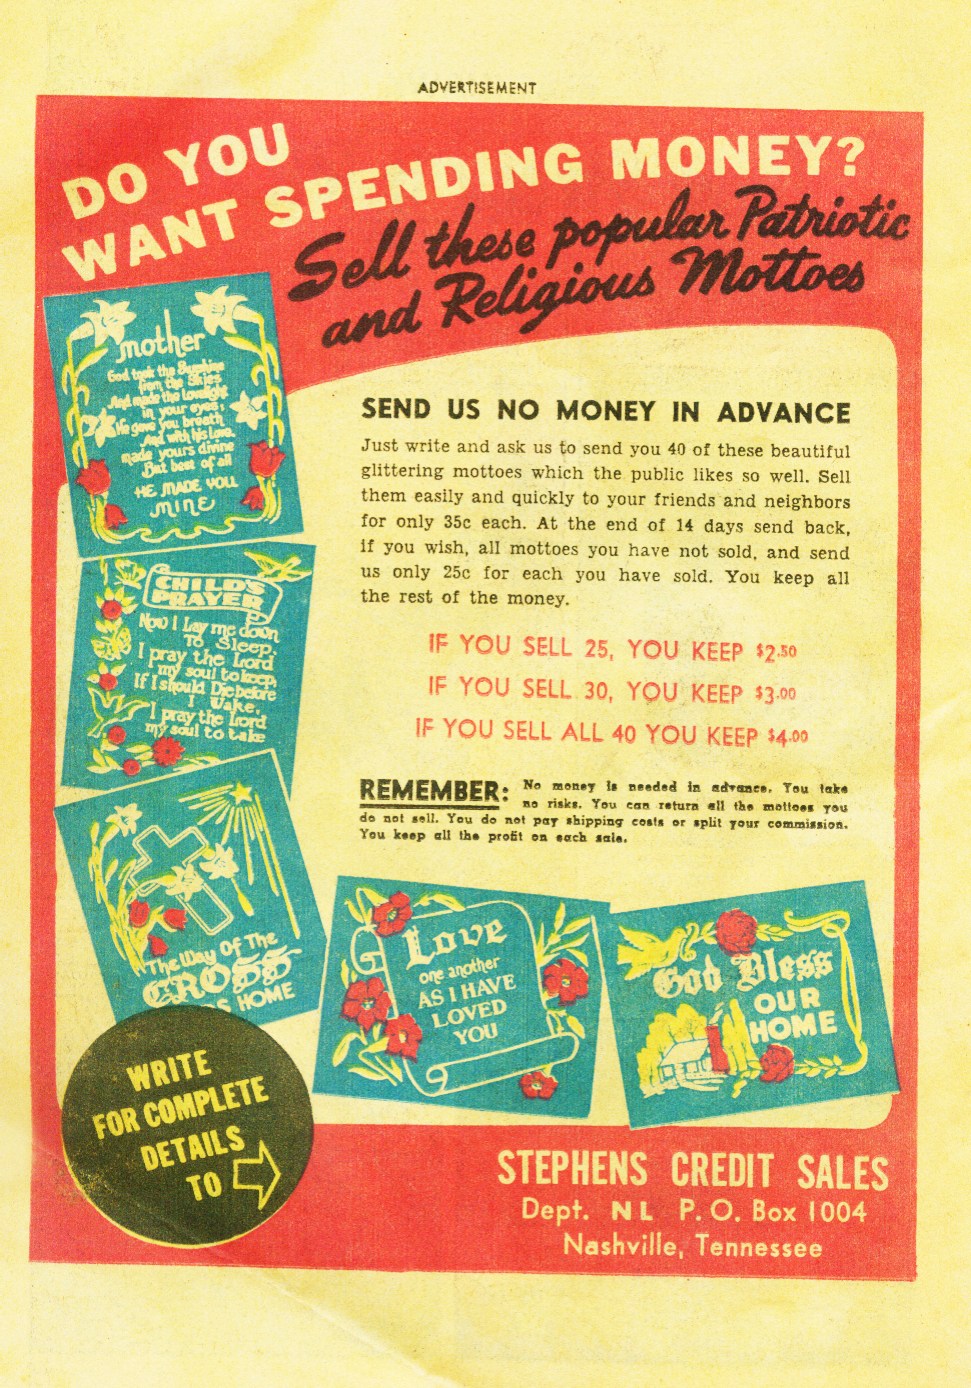 ADVERTISEMENT
DO YOU
WANT SPENDING MONEY?
Sell these popular Patriotic
and Religious Mottoes
mother
God took the Sunshine
from the Skies
And made the Lovelight
in your eyes;
He gave you breath
And with his Love,
made yours divine
But best of all
HE MADE YOU
MINE
CHILD'S
PRAYER
Now I Lay me down
To Sleep,
I pray the Lord
my soul to keep,
If I should Die before
I Wake,
I pray the Lord
my soul to take
The Way Of The
CROSS
S HOME
SEND US NO MONEY IN ADVANCE
Just write and ask us to send you 40 of these beautiful
glittering mottoes which the public likes so well. Sell
them easily and quickly to your friends and neighbors
for only 35c each. At the end of 14 days send back,
if you wish, all mottoes you have not sold, and send
us only 25c for each you have sold. You keep all
the rest of the money.
IF YOU SELL 25, YOU KEEP $2.50
IF YOU SELL 30, YOU KEEP $3.00
IF YOU SELL ALL 40 YOU KEEP $4.00
REMEMBER: No money is needed in advance. You take
no risks. You can return all the mottoes you
do not sell. You do not pay shipping costs or split your commission.
You keep all the profit on each sale.
Love
one another
AS I HAVE
LOVED
YOU
God Bless
OUR
HOME
WRITE
FOR COMPLETE
DETAILS
TO
STEPHENS CREDIT SALES
Dept. NL P. O. Box 1004
Nashville, Tennessee